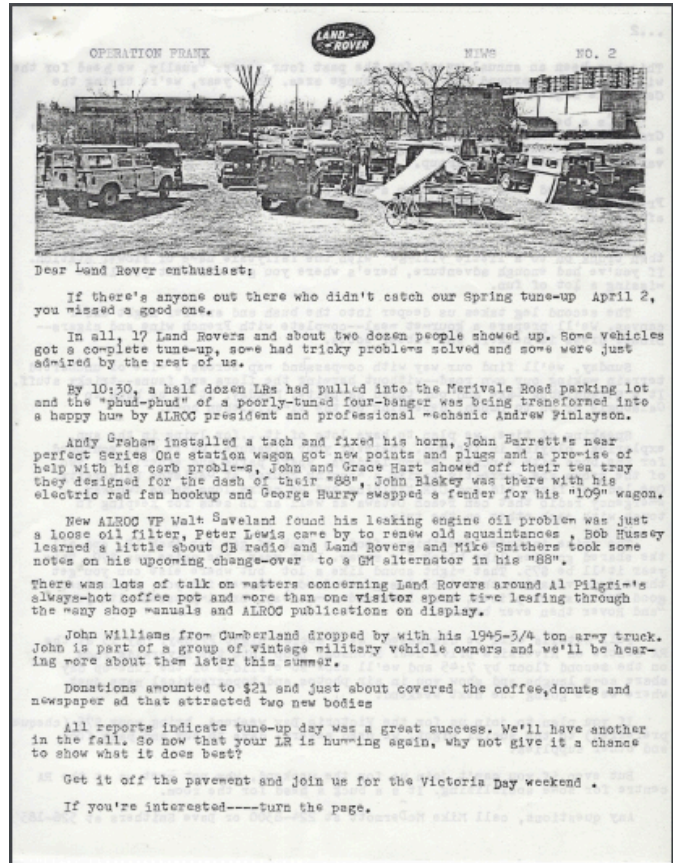 LAND
ROVER
OPERATION FRANK NEWS NO. 2
Dear Land Rover enthusiast:
If there's anyone out there who didn't catch our Spring tune-up April 2,
you missed a good one.
In all, 17 Land Rovers and about two dozen people showed up. Some vehicles
got a complete tune-up, some had tricky problems solved and some were just
admired by the rest of us.
By 10:30, a half dozen LRs had pulled into the Merivale Road parking lot
and the "phud-phud" of a poorly-tuned four-banger was being transformed into
a happy hum by ALROC president and professional mechanic Andrew Finlayson.
Andy Graham installed a tach and fixed his horn, John Barrett's near
perfect Series One station wagon got new points and plugs and a promise of
help with his carb problems, John and Grace Hart showed off their tea tray
they designed for the dash of their "88", John Blakey was there with his
electric rad fan hookup and George Hurry swapped a fender for his "109" wagon.
New ALROC VP Walt Saveland found his leaking engine oil problem was just
a loose oil filter, Peter Lewis came by to renew old aquaintances , Bob Hussey
learned a little about CB radio and Land Rovers and Mike Smithers took some
notes on his upcoming change-over to a GM alternator in his "88".
There was lots of talk on matters concerning Land Rovers around Al Pilgrim's
always-hot coffee pot and more than one visitor spent time leafing through
the many shop manuals and ALROC publications on display.
John Williams from Cumberland dropped by with his 1945-3/4 ton army truck.
John is part of a group of vintage military vehicle owners and we'll be hear-
ing more about them later this summer.
Donations amounted to $21 and just about covered the coffee,donuts and
newspaper ad that attracted two new bodies
All reports indicate tune-up day was a great success. We'll have another
in the fall. So now that your LR is humming again, why not give it a chance
to show what it does best?
Get it off the pavement and join us for the Victoria Day weekend .
If you're interested----turn the page.